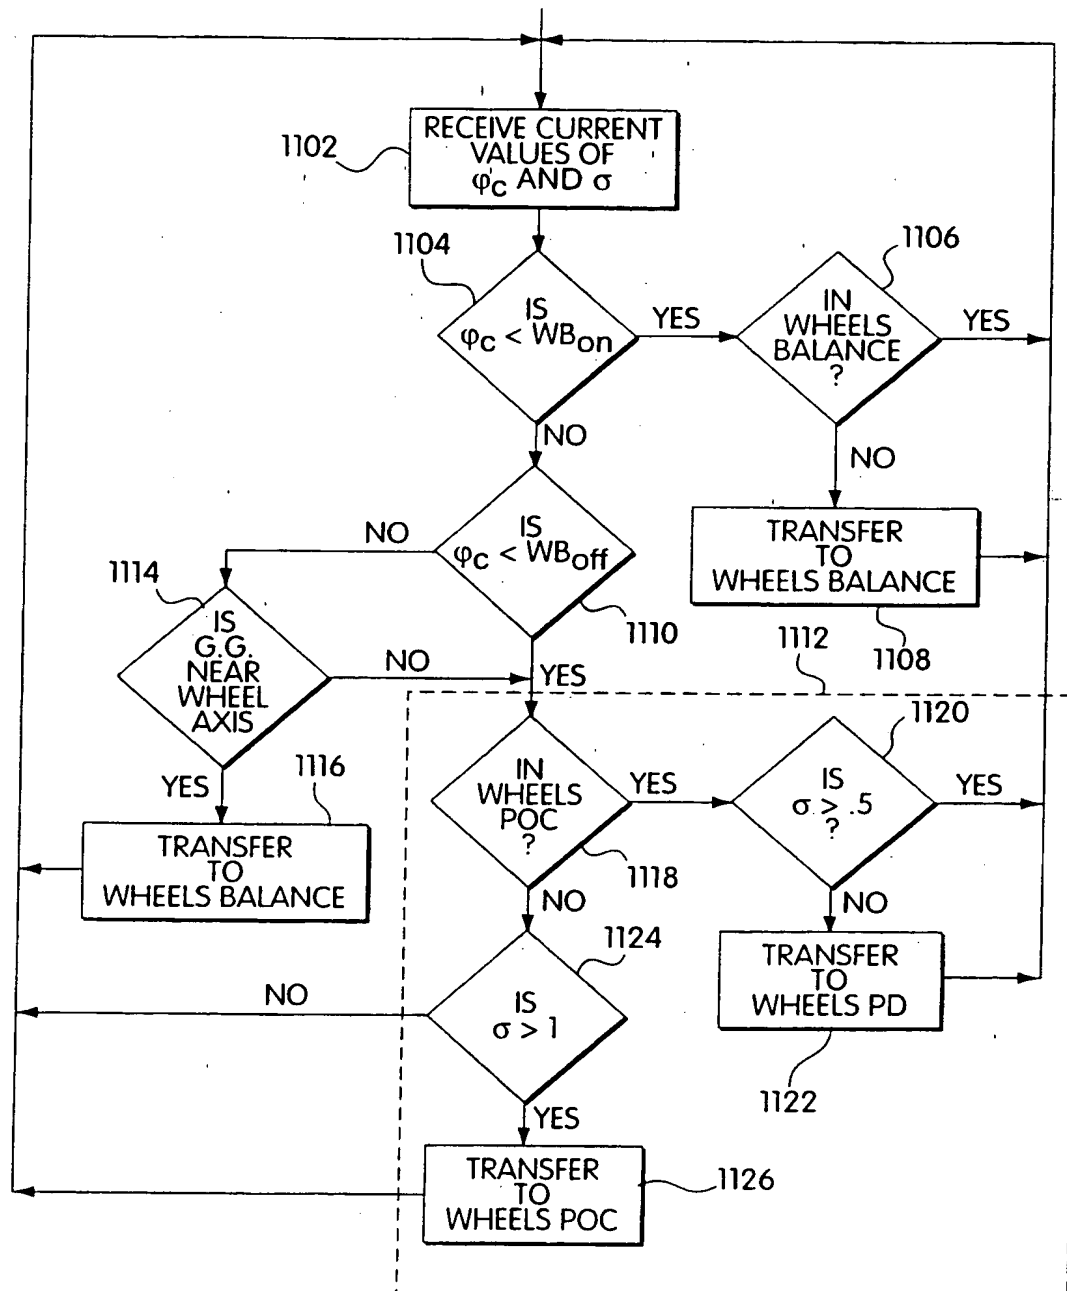 1102
RECEIVE CURRENT
VALUES OF
φc AND σ
1104
IS
φc < WBon
YES
NO
1106
IN
WHEELS
BALANCE
?
YES
NO
TRANSFER
TO
WHEELS BALANCE
1108
IS
φc < WBoff
1110
NO
YES
1114
IS
G.G.
NEAR
WHEEL
AXIS
NO
YES
1116
TRANSFER
TO
WHEELS BALANCE
1112
IN
WHEELS
POC
?
1118
YES
NO
1120
IS
σ > .5
?
YES
NO
TRANSFER
TO
WHEELS PD
1122
1124
IS
σ > 1
NO
YES
TRANSFER
TO
WHEELS POC
1126